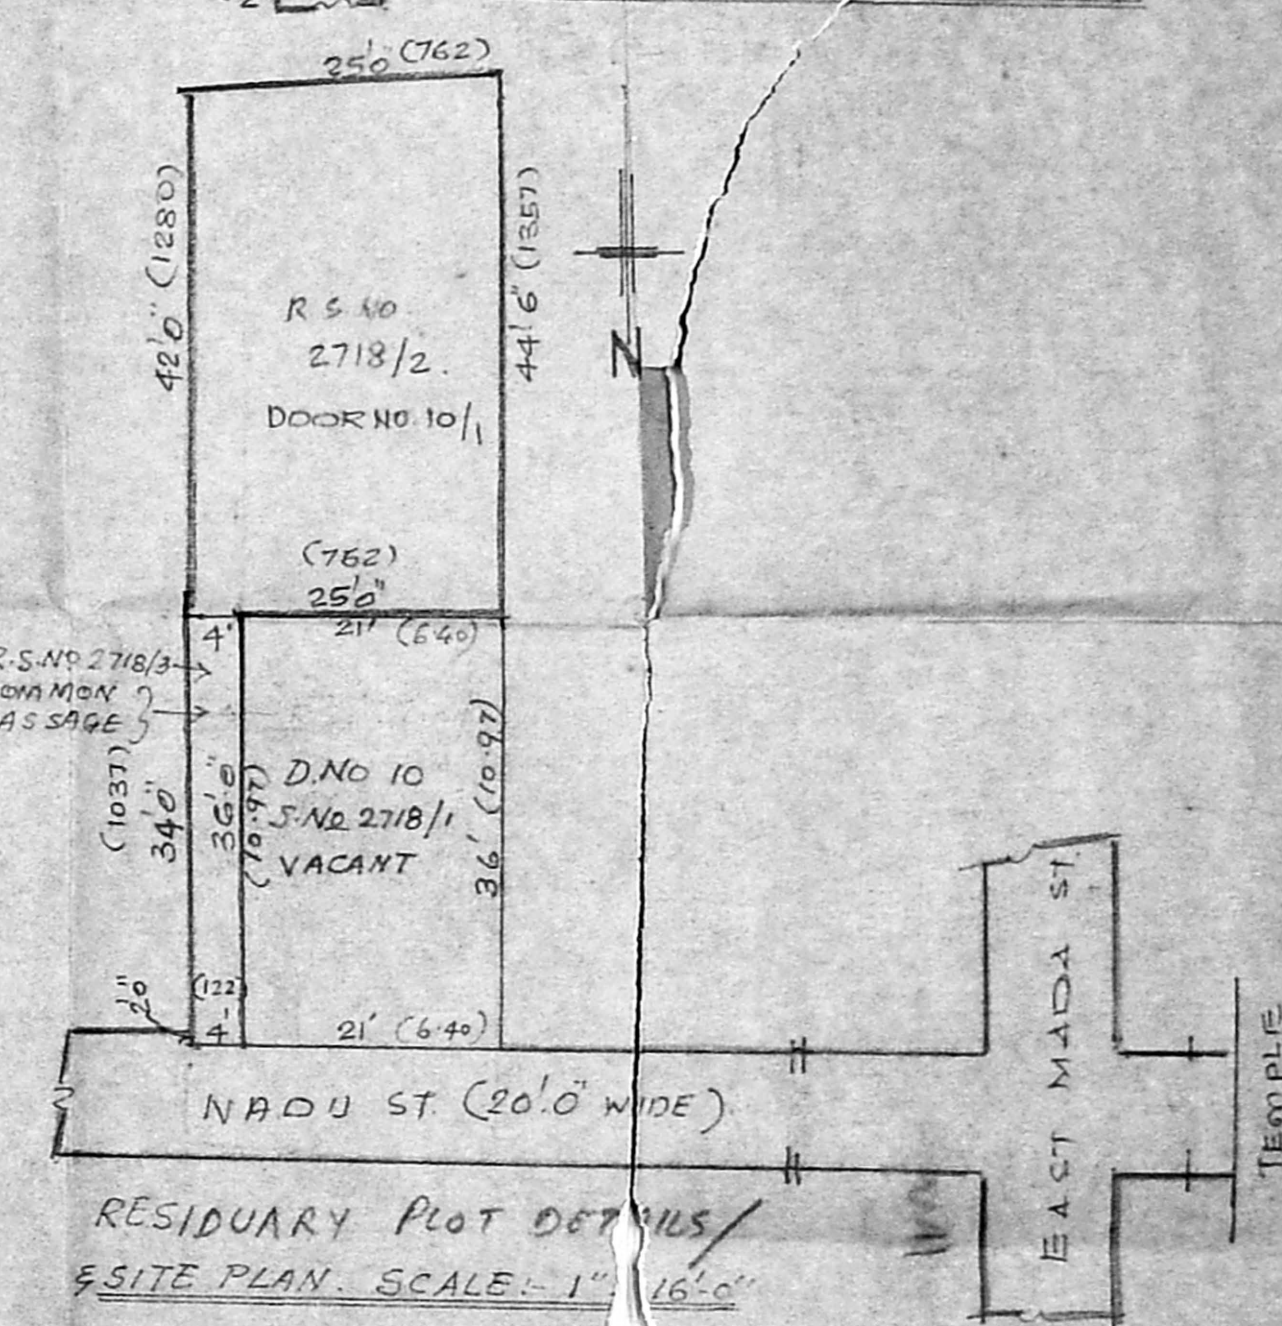 25'0" (762)
42'0" (1280)
44'6" (1357)
R S NO
2718/2.
DOOR NO. 10/1
N
(762)
25'0"
4'
21' (6.40)
R.S.NO 2718/3
COMMON
PASSAGE
(1037)
34'0"
36'0"
(10.97)
D.NO 10
S.NO 2718/1
VACANT
36' (10.97)
2'0"
(122
4-
21' (6.40)
NADU ST. (20'.0" WIDE)
EAST MADA ST.
TEMPLE
RESIDUARY PLOT DETAILS/
& SITE PLAN. SCALE:- 1" 16'-0"